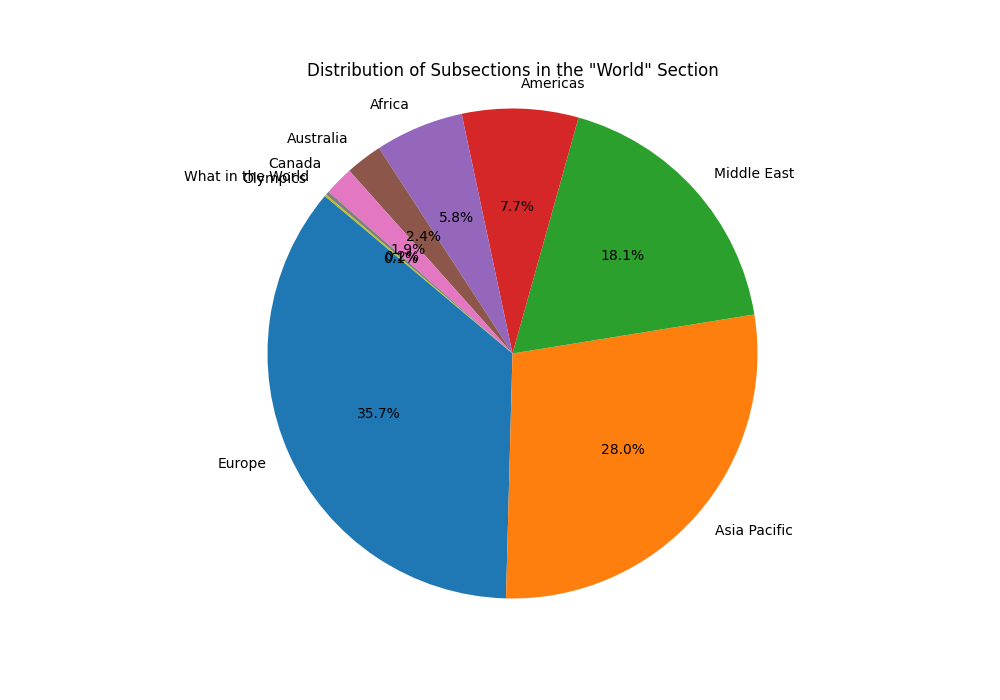 Distribution of Subsections in the "World" Section
Americas
Africa
Australia
Canada
What in the World
Olympics
Middle East
Europe
Asia Pacific
7.7%
5.8%
18.1%
2.4%
1.9%
0.2%
0.2%
35.7%
28.0%